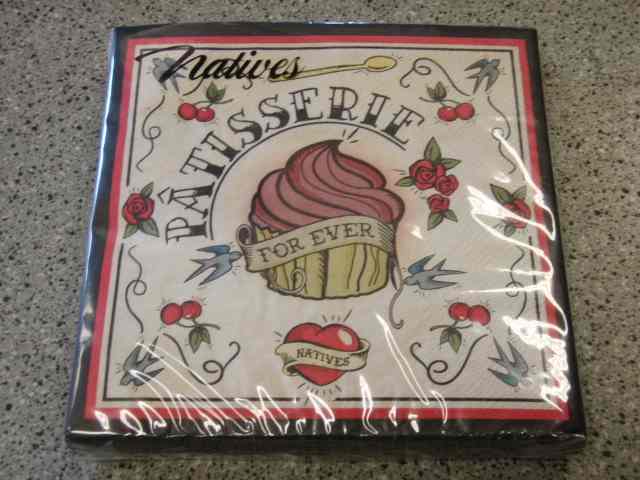 Natives
PÂTISSERIE
FOR EVER
NATIVES